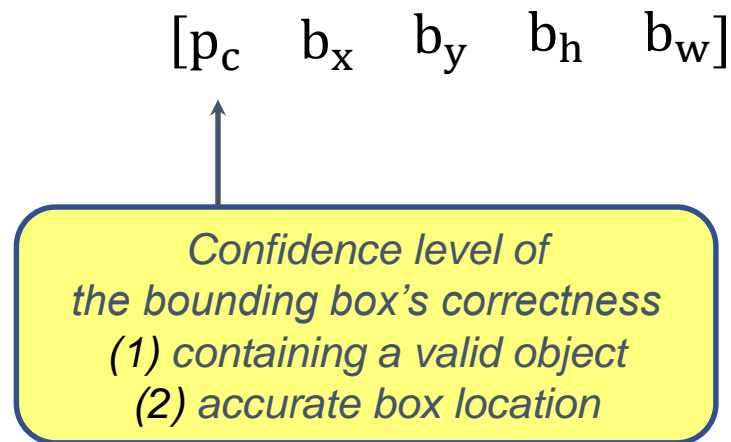 [p_c b_x b_y b_h b_w]
Confidence level of
the bounding box’s correctness
(1) containing a valid object
(2) accurate box location